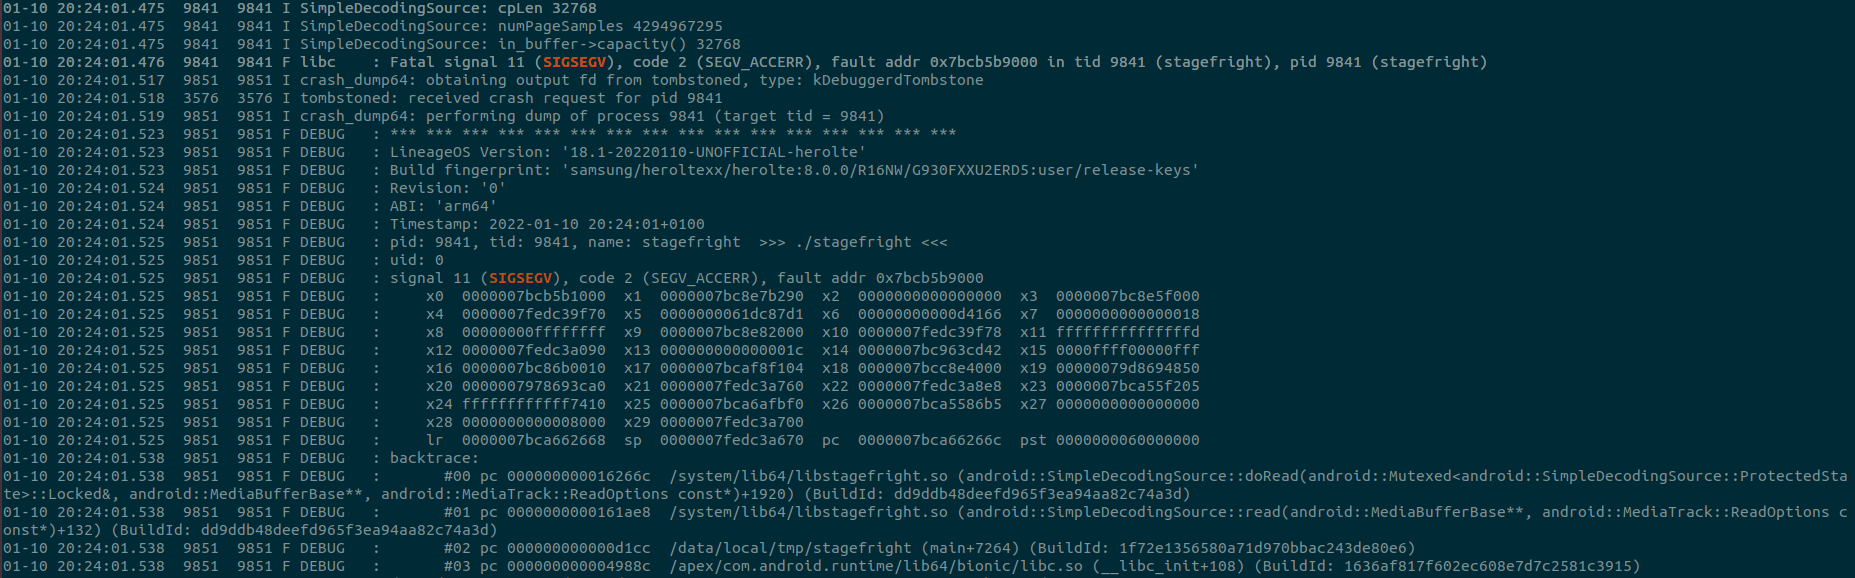 01-10 20:24:01.475  9841  9841 I SimpleDecodingSource: cpLen 32768
01-10 20:24:01.475  9841  9841 I SimpleDecodingSource: numPageSamples 4294967295
01-10 20:24:01.475  9841  9841 I SimpleDecodingSource: in_buffer->capacity() 32768
01-10 20:24:01.476  9841  9841 F libc    : Fatal signal 11 (SIGSEGV), code 2 (SEGV_ACCERR), fault addr 0x7bcb5b9000 in tid 9841 (stagefright), pid 9841 (stagefright)
01-10 20:24:01.517  9851  9851 I crash_dump64: obtaining output fd from tombstoned, type: kDebuggerdTombstone
01-10 20:24:01.518  3576  3576 I tombstoned: received crash request for pid 9841
01-10 20:24:01.519  9851  9851 I crash_dump64: performing dump of process 9841 (target tid = 9841)
01-10 20:24:01.523  9851  9851 F DEBUG   : *** *** *** *** *** *** *** *** *** *** *** *** *** *** *** ***
01-10 20:24:01.523  9851  9851 F DEBUG   : LineageOS Version: '18.1-20220110-UNOFFICIAL-herolte'
01-10 20:24:01.523  9851  9851 F DEBUG   : Build fingerprint: 'samsung/heroltexx/herolte:8.0.0/R16NW/G930FXXU2ERD5:user/release-keys'
01-10 20:24:01.524  9851  9851 F DEBUG   : Revision: '0'
01-10 20:24:01.524  9851  9851 F DEBUG   : ABI: 'arm64'
01-10 20:24:01.524  9851  9851 F DEBUG   : Timestamp: 2022-01-10 20:24:01+0100
01-10 20:24:01.525  9851  9851 F DEBUG   : pid: 9841, tid: 9841, name: stagefright  >>> ./stagefright <<<
01-10 20:24:01.525  9851  9851 F DEBUG   : uid: 0
01-10 20:24:01.525  9851  9851 F DEBUG   : signal 11 (SIGSEGV), code 2 (SEGV_ACCERR), fault addr 0x7bcb5b9000
01-10 20:24:01.525  9851  9851 F DEBUG   :     x0  0000007bcb5b1000  x1  0000007bc8e7b290  x2  0000000000000000  x3  0000007bc8e5f000
01-10 20:24:01.525  9851  9851 F DEBUG   :     x4  0000007fedc39f70  x5  0000000061dc87d1  x6  00000000000d4166  x7  0000000000000018
01-10 20:24:01.525  9851  9851 F DEBUG   :     x8  00000000ffffffff  x9  0000007bc8e82000  x10 0000007fedc39f78  x11 fffffffffffffffd
01-10 20:24:01.525  9851  9851 F DEBUG   :     x12 0000007fedc3a090  x13 000000000000001c  x14 0000007bc963cd42  x15 0000ffff00000fff
01-10 20:24:01.525  9851  9851 F DEBUG   :     x16 0000007bc86b0010  x17 0000007bcaf8f104  x18 0000007bcc8e4000  x19 00000079d8694850
01-10 20:24:01.525  9851  9851 F DEBUG   :     x20 0000007978693ca0  x21 0000007fedc3a760  x22 0000007fedc3a8e8  x23 0000007bca55f205
01-10 20:24:01.525  9851  9851 F DEBUG   :     x24 ffffffffffff7410  x25 0000007bca6afbf0  x26 0000007bca5586b5  x27 0000000000000000
01-10 20:24:01.525  9851  9851 F DEBUG   :     x28 0000000000008000  x29 0000007fedc3a700
01-10 20:24:01.525  9851  9851 F DEBUG   :     lr  0000007bca662668  sp  0000007fedc3a670  pc  0000007bca66266c  pst 0000000060000000
01-10 20:24:01.538  9851  9851 F DEBUG   : backtrace:
01-10 20:24:01.538  9851  9851 F DEBUG   :       #00 pc 000000000016266c  /system/lib64/libstagefright.so (android::SimpleDecodingSource::doRead(android::Mutexed<android::SimpleDecodingSource::ProtectedSta
te>::Locked&, android::MediaBufferBase**, android::MediaTrack::ReadOptions const*)+1920) (BuildId: dd9ddb48deefd965f3ea94aa82c74a3d)
01-10 20:24:01.538  9851  9851 F DEBUG   :       #01 pc 0000000000161ae8  /system/lib64/libstagefright.so (android::SimpleDecodingSource::read(android::MediaBufferBase**, android::MediaTrack::ReadOptions c
onst*)+132) (BuildId: dd9ddb48deefd965f3ea94aa82c74a3d)
01-10 20:24:01.538  9851  9851 F DEBUG   :       #02 pc 000000000000d1cc  /data/local/tmp/stagefright (main+7264) (BuildId: 1f72e1356580a71d970bbac243de80e6)
01-10 20:24:01.538  9851  9851 F DEBUG   :       #03 pc 000000000004988c  /apex/com.android.runtime/lib64/bionic/libc.so (__libc_init+108) (BuildId: 1636af817f602ec608e7d7c2581c3915)